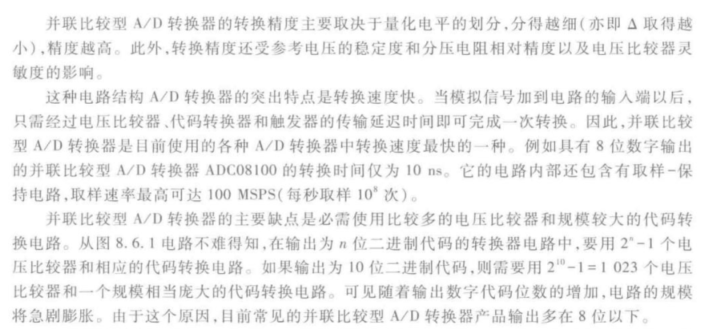 并联比较型 A/D 转换器的转换精度主要取决于量化电平的划分，分得越细(亦即 Δ 取得越
小)，精度越高。此外，转换精度还受参考电压的稳定度和分压电阻相对精度以及电压比较器灵
敏度的影响。
这种电路结构 A/D 转换器的突出特点是转换速度快。当模拟信号加到电路的输入端以后，
只需经过电压比较器、代码转换器和触发器的传输延迟时间即可完成一次转换。因此，并联比较
型 A/D 转换器是目前使用的各种 A/D 转换器中转换速度最快的一种。例如具有 8 位数字输出
的并联比较型 A/D 转换器 ADC08100 的转换时间仅为 10 ns。它的电路内部还包含有取样-保
持电路，取样速率最高可达 100 MSPS(每秒取样 10⁸ 次)。
并联比较型 A/D 转换器的主要缺点是必需使用比较多的电压比较器和规模较大的代码转
换电路。从图 8.6.1 电路不难得知，在输出为 n 位二进制代码的转换器电路中，要用 2ⁿ-1 个电
压比较器和相应的代码转换电路。如果输出为 10 位二进制代码，则需要用 2¹⁰-1=1 023 个电压
比较器和一个规模相当庞大的代码转换电路。可见随着输出数字代码位数的增加，电路的规模
将急剧膨胀。由于这个原因，目前常见的并联比较型 A/D 转换器产品输出多在 8 位以下。